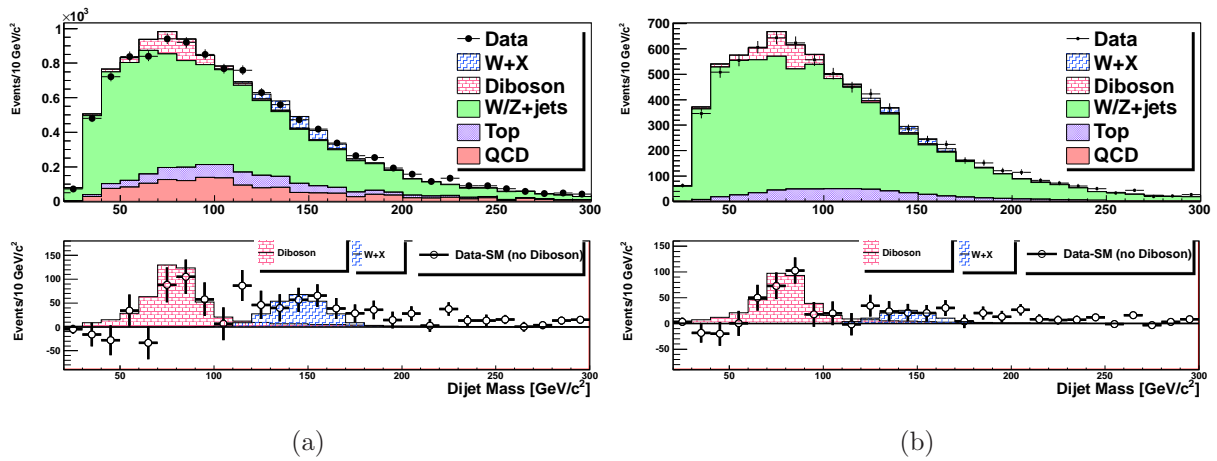 ×10³
Events/10 GeV/c²
1
0.8
0.6
0.4
0.2
0
Data
W+X
Diboson
W/Z+jets
Top
QCD
50 100 150 200 250 300
Events/10 GeV/c²
150
100
50
0
-50
Diboson
W+X
Data-SM (no Diboson)
50 100 150 200 250 300
Dijet Mass [GeV/c²]
(a)
Events/10 GeV/c²
700
600
500
400
300
200
100
0
Data
W+X
Diboson
W/Z+jets
Top
QCD
50 100 150 200 250 300
Events/10 GeV/c²
150
100
50
0
-50
Diboson
W+X
Data-SM (no Diboson)
50 100 150 200 250 300
Dijet Mass [GeV/c²]
(b)